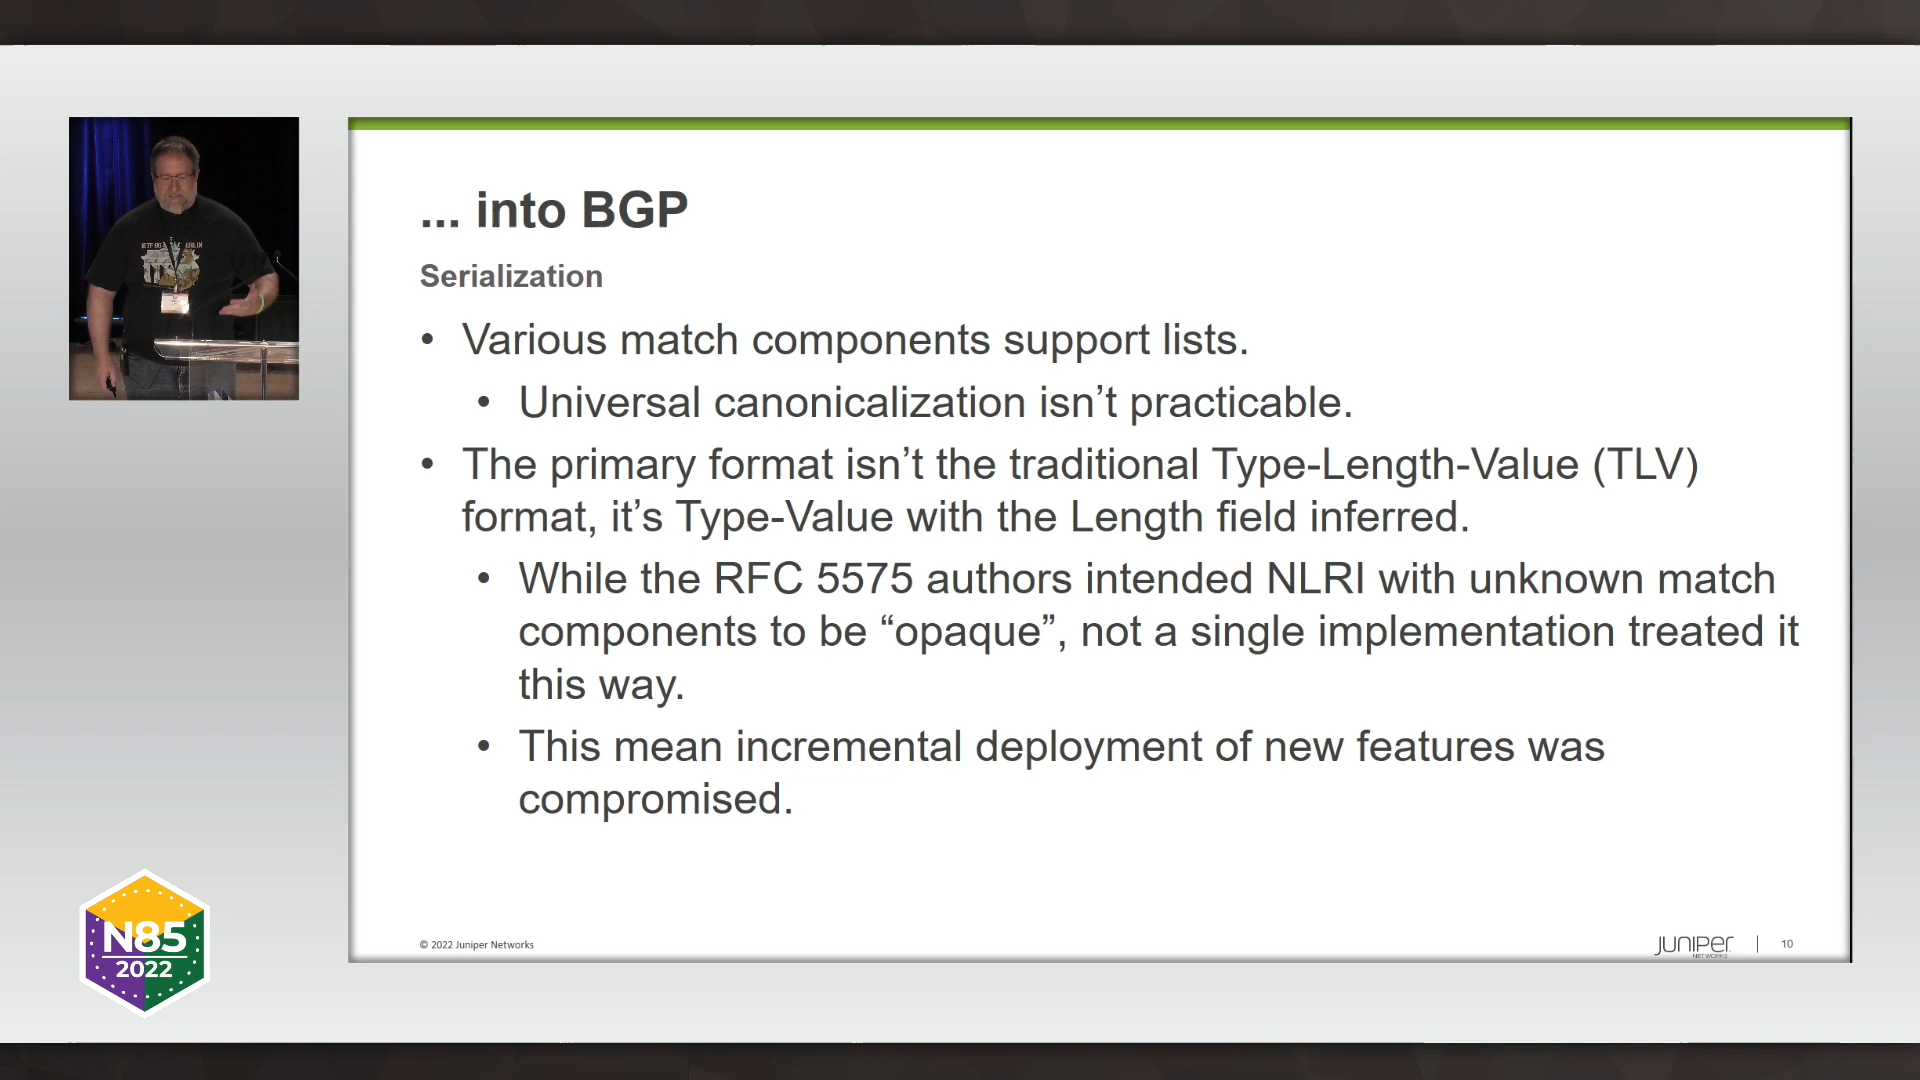 ... into BGP
Serialization
• Various match components support lists.
• Universal canonicalization isn’t practicable.
• The primary format isn’t the traditional Type-Length-Value (TLV)
format, it’s Type-Value with the Length field inferred.
• While the RFC 5575 authors intended NLRI with unknown match
components to be “opaque”, not a single implementation treated it
this way.
• This mean incremental deployment of new features was
compromised.
N85
2022
© 2022 Juniper Networks
JUNIPEr
NETWORKS
10